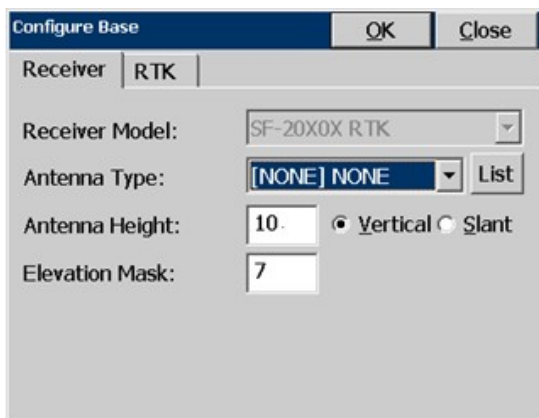 Configure Base OK Close
Receiver RTK
Receiver Model: SF-20X0X RTK
Antenna Type: [NONE] NONE List
Antenna Height: 10. Vertical Slant
Elevation Mask: 7